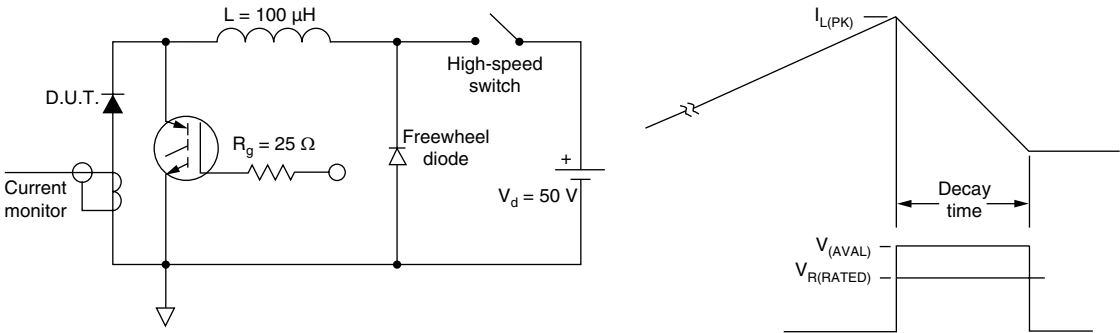 L = 100 μH
High-speed
switch
D.U.T.
R_g = 25 Ω
Freewheel
diode
+
V_d = 50 V
Current
monitor
I_L(PK)
Decay
time
V_(AVAL)
V_R(RATED)